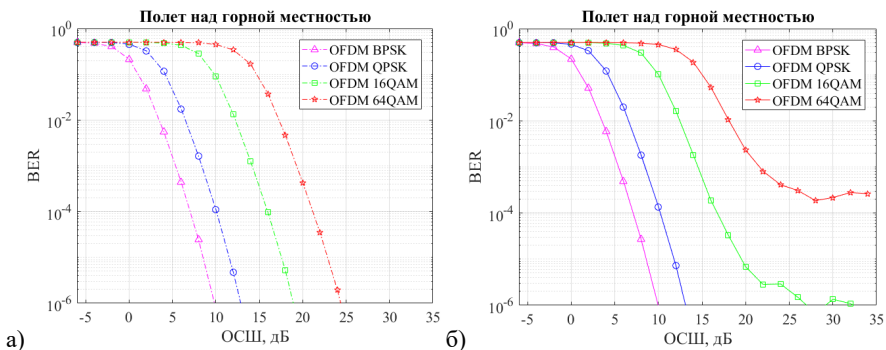 Полет над горной местностью
10^0
10^-2
10^-4
10^-6
BER
-5 0 5 10 15 20 25 30 35
ОСШ, дБ
OFDM BPSK
OFDM QPSK
OFDM 16QAM
OFDM 64QAM
а)
Полет над горной местностью
10^0
10^-2
10^-4
10^-6
BER
-5 0 5 10 15 20 25 30 35
ОСШ, дБ
OFDM BPSK
OFDM QPSK
OFDM 16QAM
OFDM 64QAM
б)